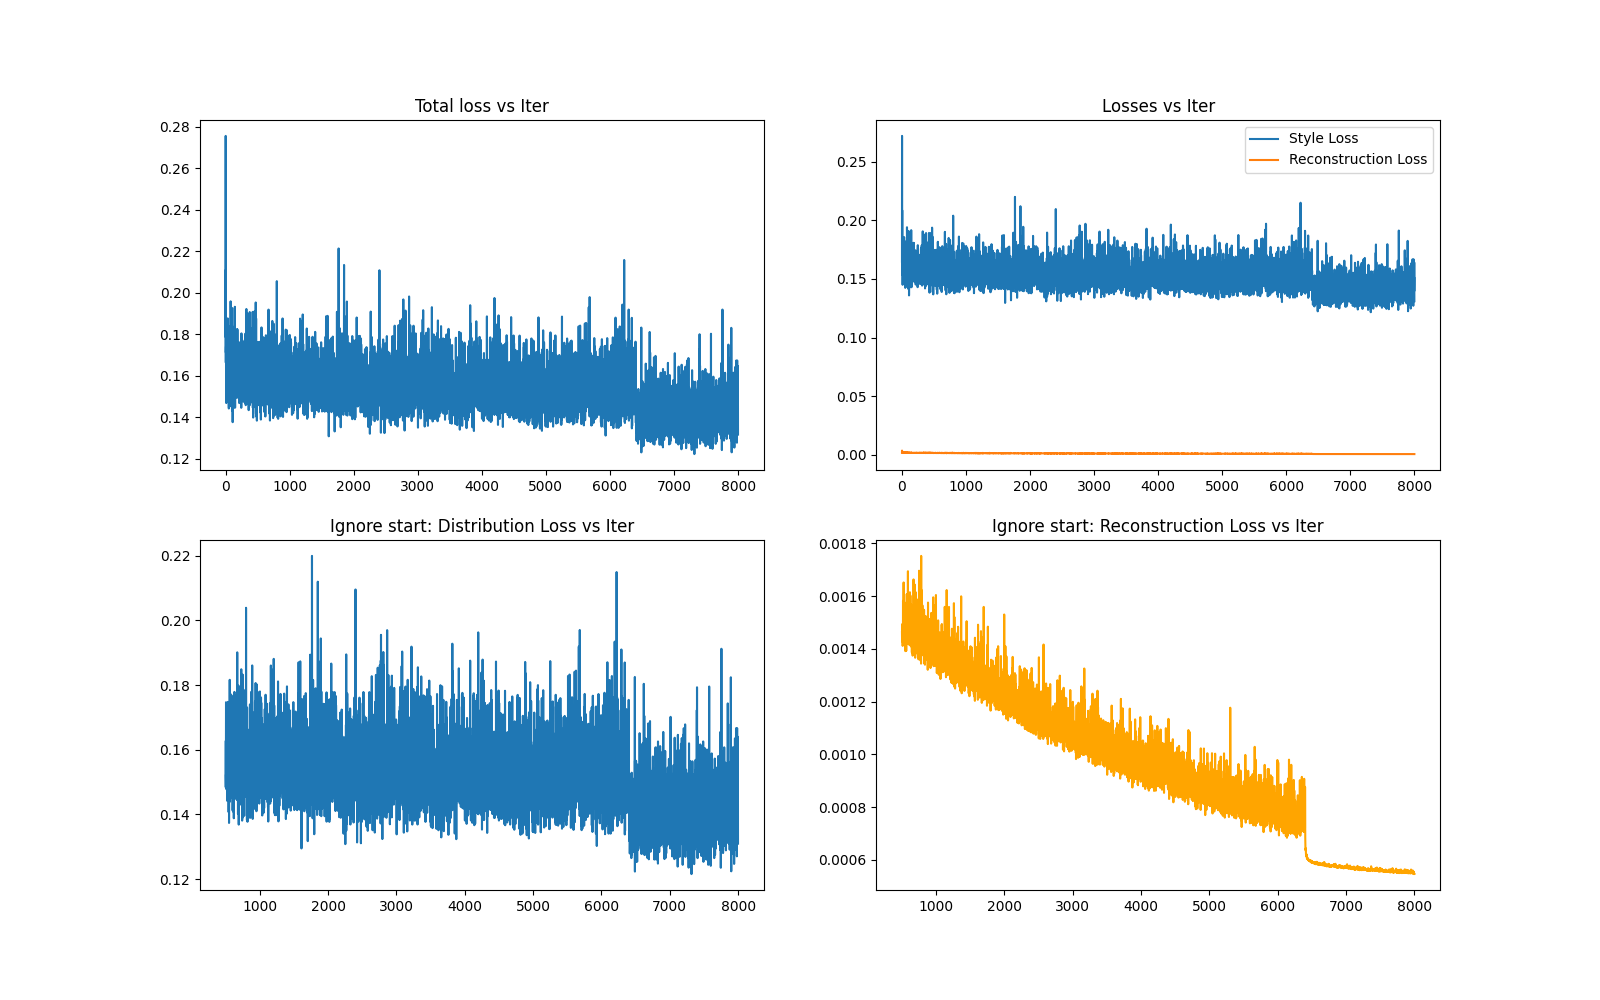 Total loss vs Iter
0.28
0.26
0.24
0.22
0.20
0.18
0.16
0.14
0.12
0 1000 2000 3000 4000 5000 6000 7000 8000
Losses vs Iter
Style Loss
Reconstruction Loss
0.25
0.20
0.15
0.10
0.05
0.00
0 1000 2000 3000 4000 5000 6000 7000 8000
Ignore start: Distribution Loss vs Iter
0.22
0.20
0.18
0.16
0.14
0.12
1000 2000 3000 4000 5000 6000 7000 8000
Ignore start: Reconstruction Loss vs Iter
0.0018
0.0016
0.0014
0.0012
0.0010
0.0008
0.0006
1000 2000 3000 4000 5000 6000 7000 8000